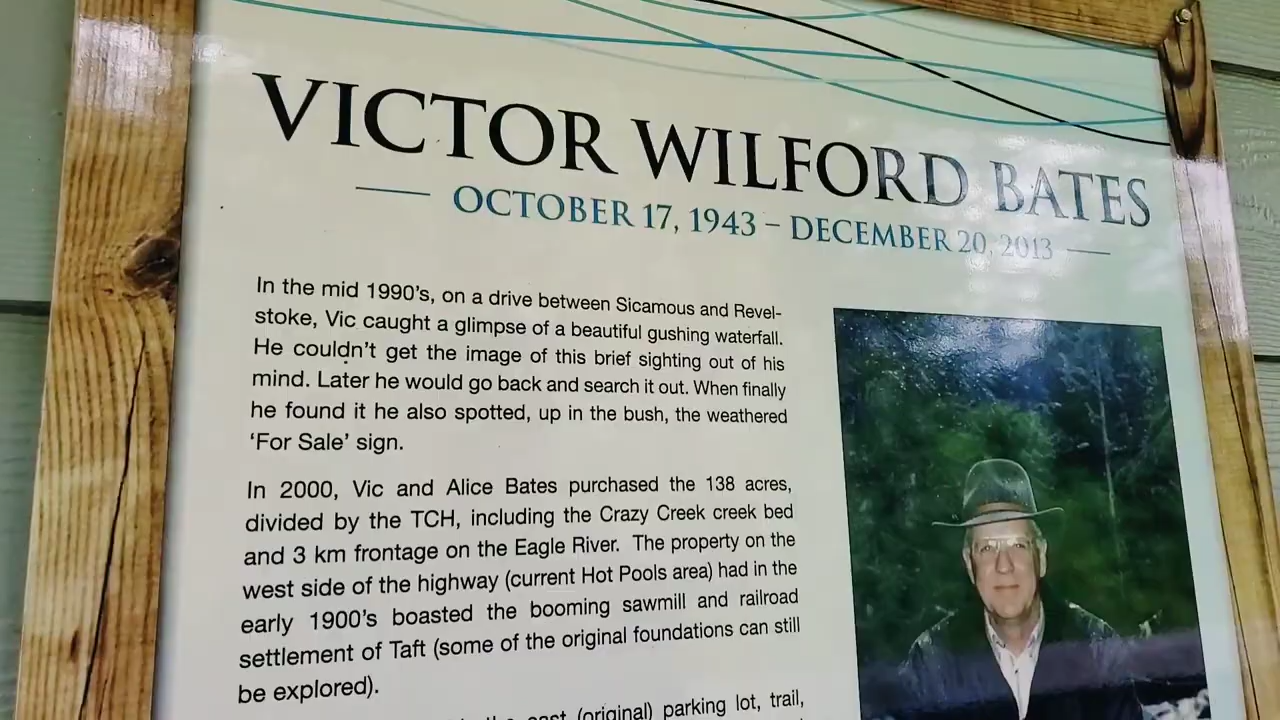 VICTOR WILFORD BATES
OCTOBER 17, 1943 – DECEMBER 20, 2013
In the mid 1990's, on a drive between Sicamous and Revel-
stoke, Vic caught a glimpse of a beautiful gushing waterfall.
He couldn't get the image of this brief sighting out of his
mind. Later he would go back and search it out. When finally
he found it he also spotted, up in the bush, the weathered
'For Sale' sign.
In 2000, Vic and Alice Bates purchased the 138 acres,
divided by the TCH, including the Crazy Creek creek bed
and 3 km frontage on the Eagle River. The property on the
west side of the highway (current Hot Pools area) had in the
early 1900's boasted the booming sawmill and railroad
settlement of Taft (some of the original foundations can still
be explored).
the east (original) parking lot, trail,